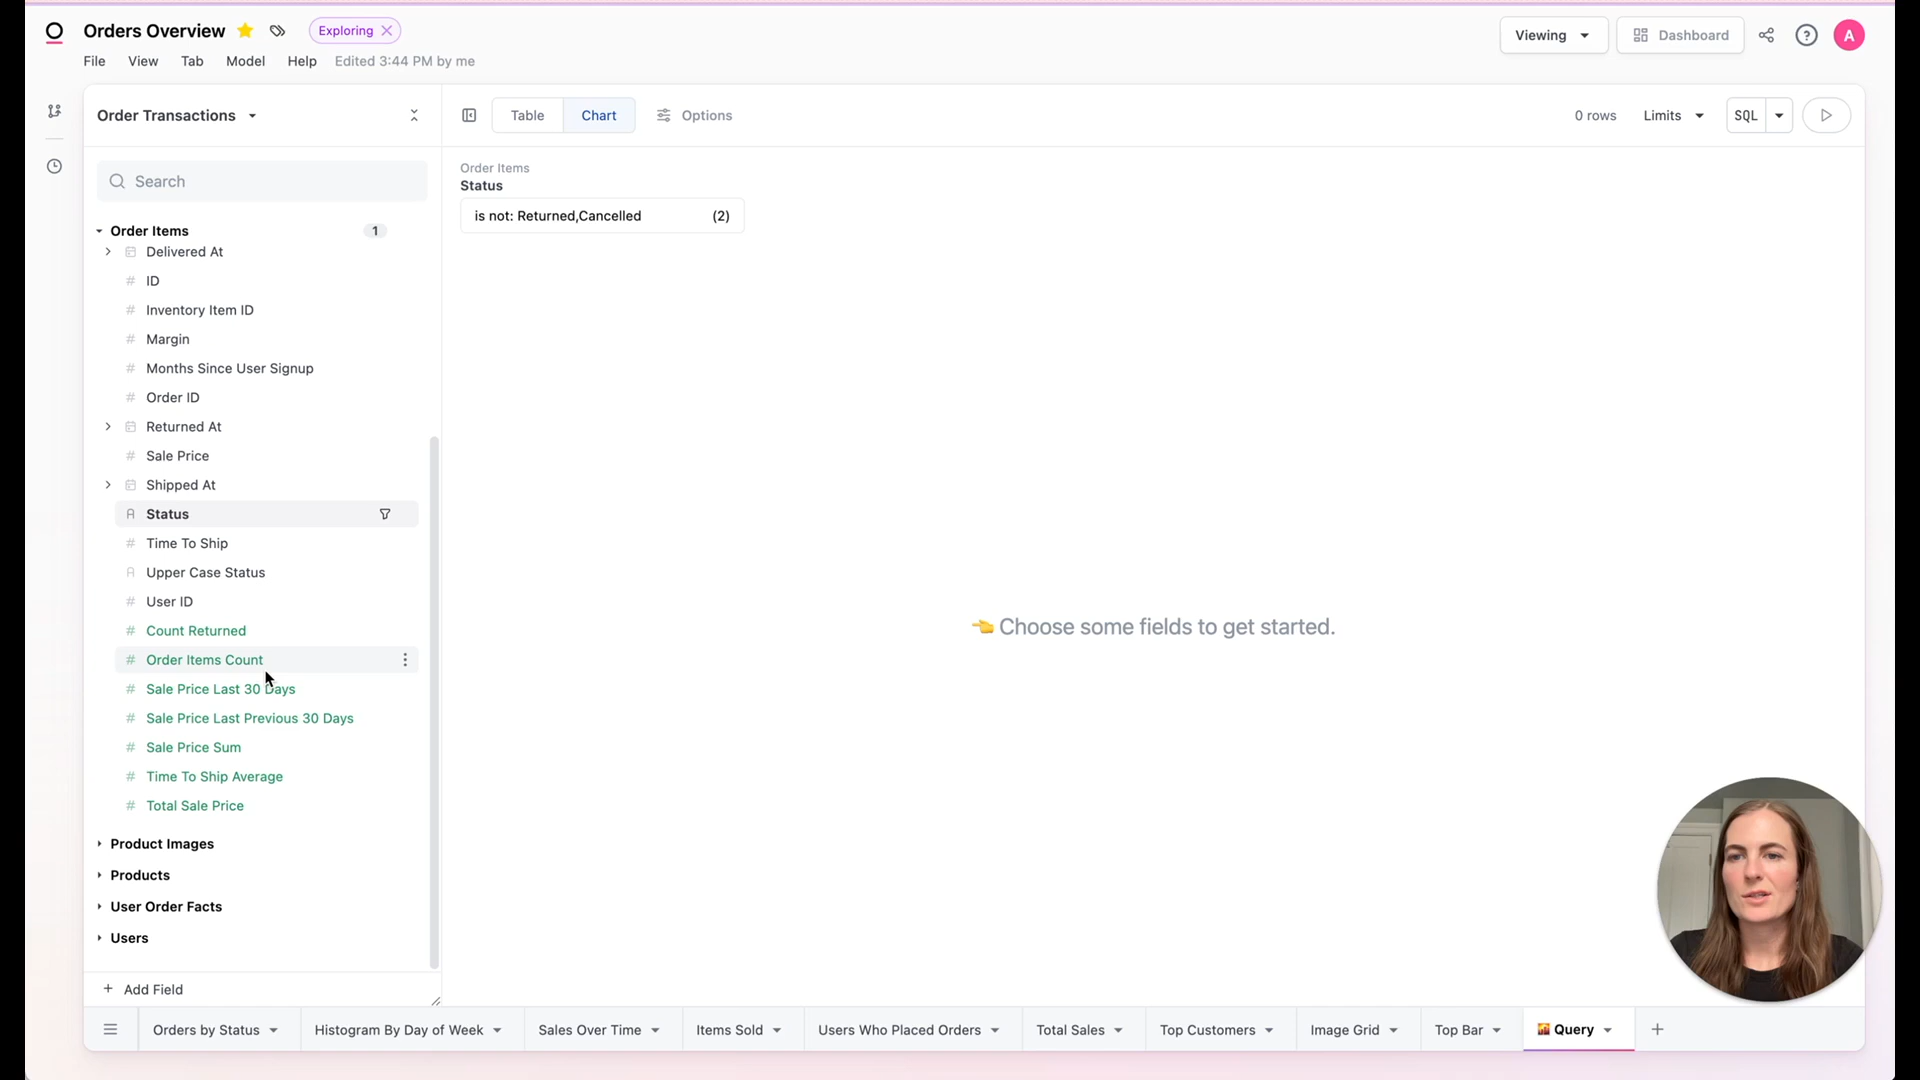 Orders Overview
Exploring
Viewing
Dashboard
A
File View Tab Model Help Edited 3:44 PM by me
Order Transactions
Table Chart Options
0 rows Limits SQL
Search
Order Items
Status
is not: Returned,Cancelled (2)
Order Items 1
Delivered At
# ID
# Inventory Item ID
# Margin
# Months Since User Signup
# Order ID
Returned At
# Sale Price
Shipped At
A Status
# Time To Ship
A Upper Case Status
# User ID
# Count Returned
# Order Items Count
# Sale Price Last 30 Days
# Sale Price Last Previous 30 Days
# Sale Price Sum
# Time To Ship Average
# Total Sale Price
Product Images
Products
User Order Facts
Users
+ Add Field
👈 Choose some fields to get started.
Orders by Status Histogram By Day of Week Sales Over Time Items Sold Users Who Placed Orders Total Sales Top Customers Image Grid Top Bar Query +